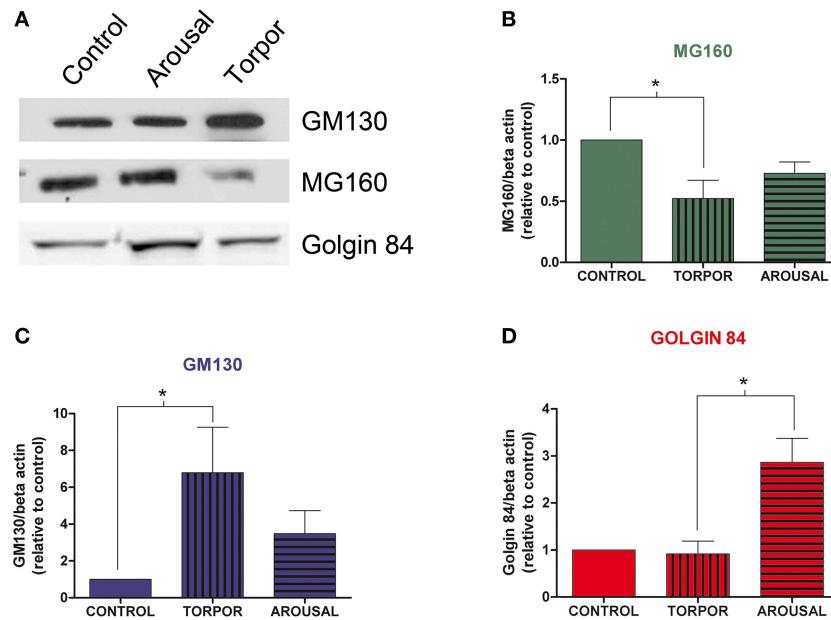 A
Control
Arousal
Torpor
GM130
MG160
Golgin 84
B
MG160
MG160/beta actin
(relative to control)
1.5
1.0
0.5
0.0
*
CONTROL
TORPOR
AROUSAL
C
GM130
GM130/beta actin
(relative to control)
10
8
6
4
2
0
*
CONTROL
TORPOR
AROUSAL
D
GOLGIN 84
Golgin 84/beta actin
(relative to control)
4
3
2
1
0
*
CONTROL
TORPOR
AROUSAL